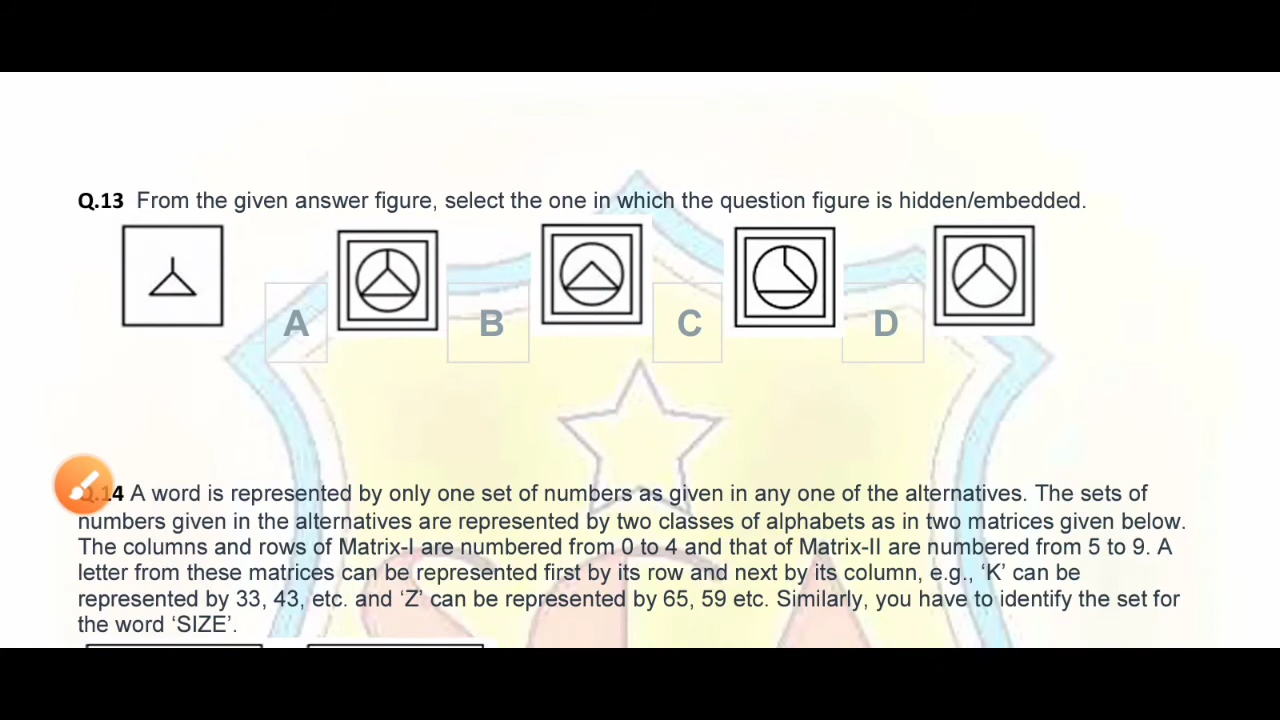 Q.13 From the given answer figure, select the one in which the question figure is hidden/embedded.
A B C D
Q.14 A word is represented by only one set of numbers as given in any one of the alternatives. The sets of
numbers given in the alternatives are represented by two classes of alphabets as in two matrices given below.
The columns and rows of Matrix-I are numbered from 0 to 4 and that of Matrix-II are numbered from 5 to 9. A
letter from these matrices can be represented first by its row and next by its column, e.g., ‘K’ can be
represented by 33, 43, etc. and ‘Z’ can be represented by 65, 59 etc. Similarly, you have to identify the set for
the word ‘SIZE’.